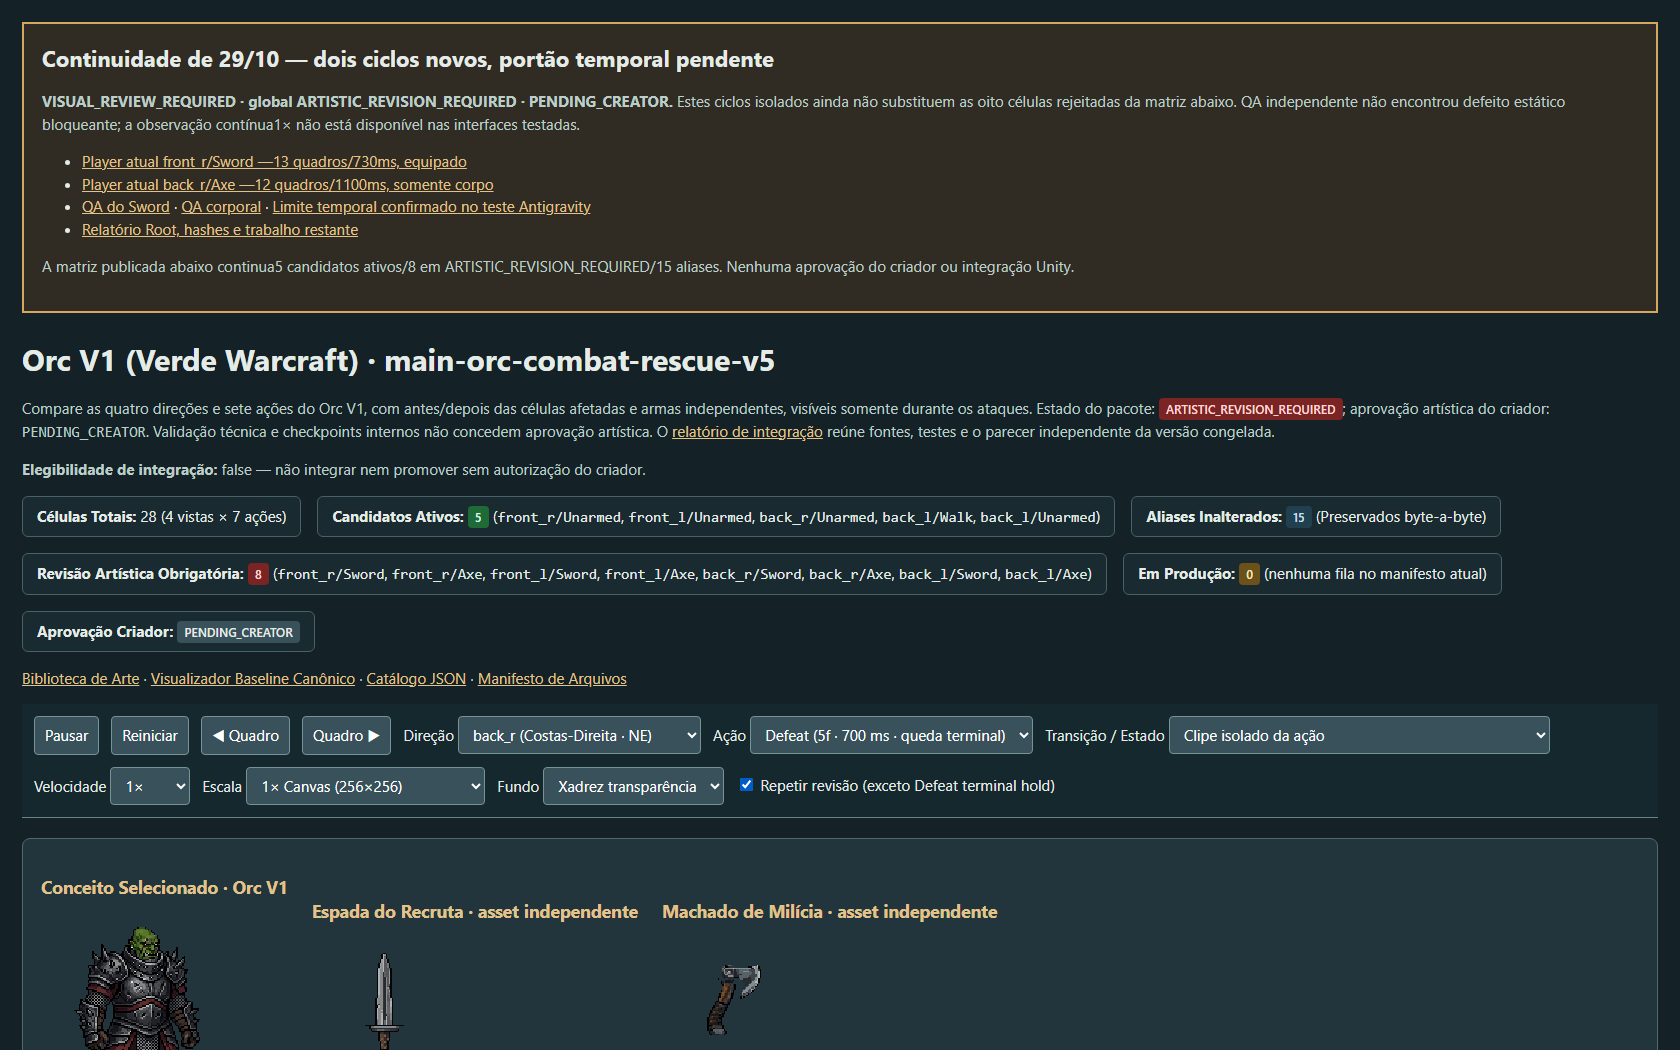 Continuidade de 29/10 — dois ciclos novos, portão temporal pendente
VISUAL_REVIEW_REQUIRED · global ARTISTIC_REVISION_REQUIRED · PENDING_CREATOR. Estes ciclos isolados ainda não substituem as oito células rejeitadas da matriz abaixo. QA independente não encontrou defeito estático
bloqueante; a observação contínua1× não está disponível nas interfaces testadas.
Player atual front_r/Sword —13 quadros/730ms, equipado
Player atual back_r/Axe —12 quadros/1100ms, somente corpo
QA do Sword · QA corporal · Limite temporal confirmado no teste Antigravity
Relatório Root, hashes e trabalho restante
A matriz publicada abaixo continua5 candidatos ativos/8 em ARTISTIC_REVISION_REQUIRED/15 aliases. Nenhuma aprovação do criador ou integração Unity.
Orc V1 (Verde Warcraft) · main-orc-combat-rescue-v5
Compare as quatro direções e sete ações do Orc V1, com antes/depois das células afetadas e armas independentes, visíveis somente durante os ataques. Estado do pacote: ARTISTIC_REVISION_REQUIRED; aprovação artística do criador:
PENDING_CREATOR. Validação técnica e checkpoints internos não concedem aprovação artística. O relatório de integração reúne fontes, testes e o parecer independente da versão congelada.
Elegibilidade de integração: false — não integrar nem promover sem autorização do criador.
Células Totais: 28 (4 vistas × 7 ações)
Candidatos Ativos: 5 (front_r/Unarmed, front_l/Unarmed, back_r/Unarmed, back_l/Walk, back_l/Unarmed)
Aliases Inalterados: 15 (Preservados byte-a-byte)
Revisão Artística Obrigatória: 8 (front_r/Sword, front_r/Axe, front_l/Sword, front_l/Axe, back_r/Sword, back_r/Axe, back_l/Sword, back_l/Axe)
Em Produção: 0 (nenhuma fila no manifesto atual)
Aprovação Criador: PENDING_CREATOR
Biblioteca de Arte · Visualizador Baseline Canônico · Catálogo JSON · Manifesto de Arquivos
Pausar Reiniciar ◀ Quadro Quadro ▶ Direção back_r (Costas-Direita · NE) Ação Defeat (5f · 700 ms · queda terminal) Transição / Estado Clipe isolado da ação
Velocidade 1× Escala 1× Canvas (256×256) Fundo Xadrez transparência Repetir revisão (exceto Defeat terminal hold)
Conceito Selecionado · Orc V1
Espada do Recruta · asset independente
Machado de Milícia · asset independente